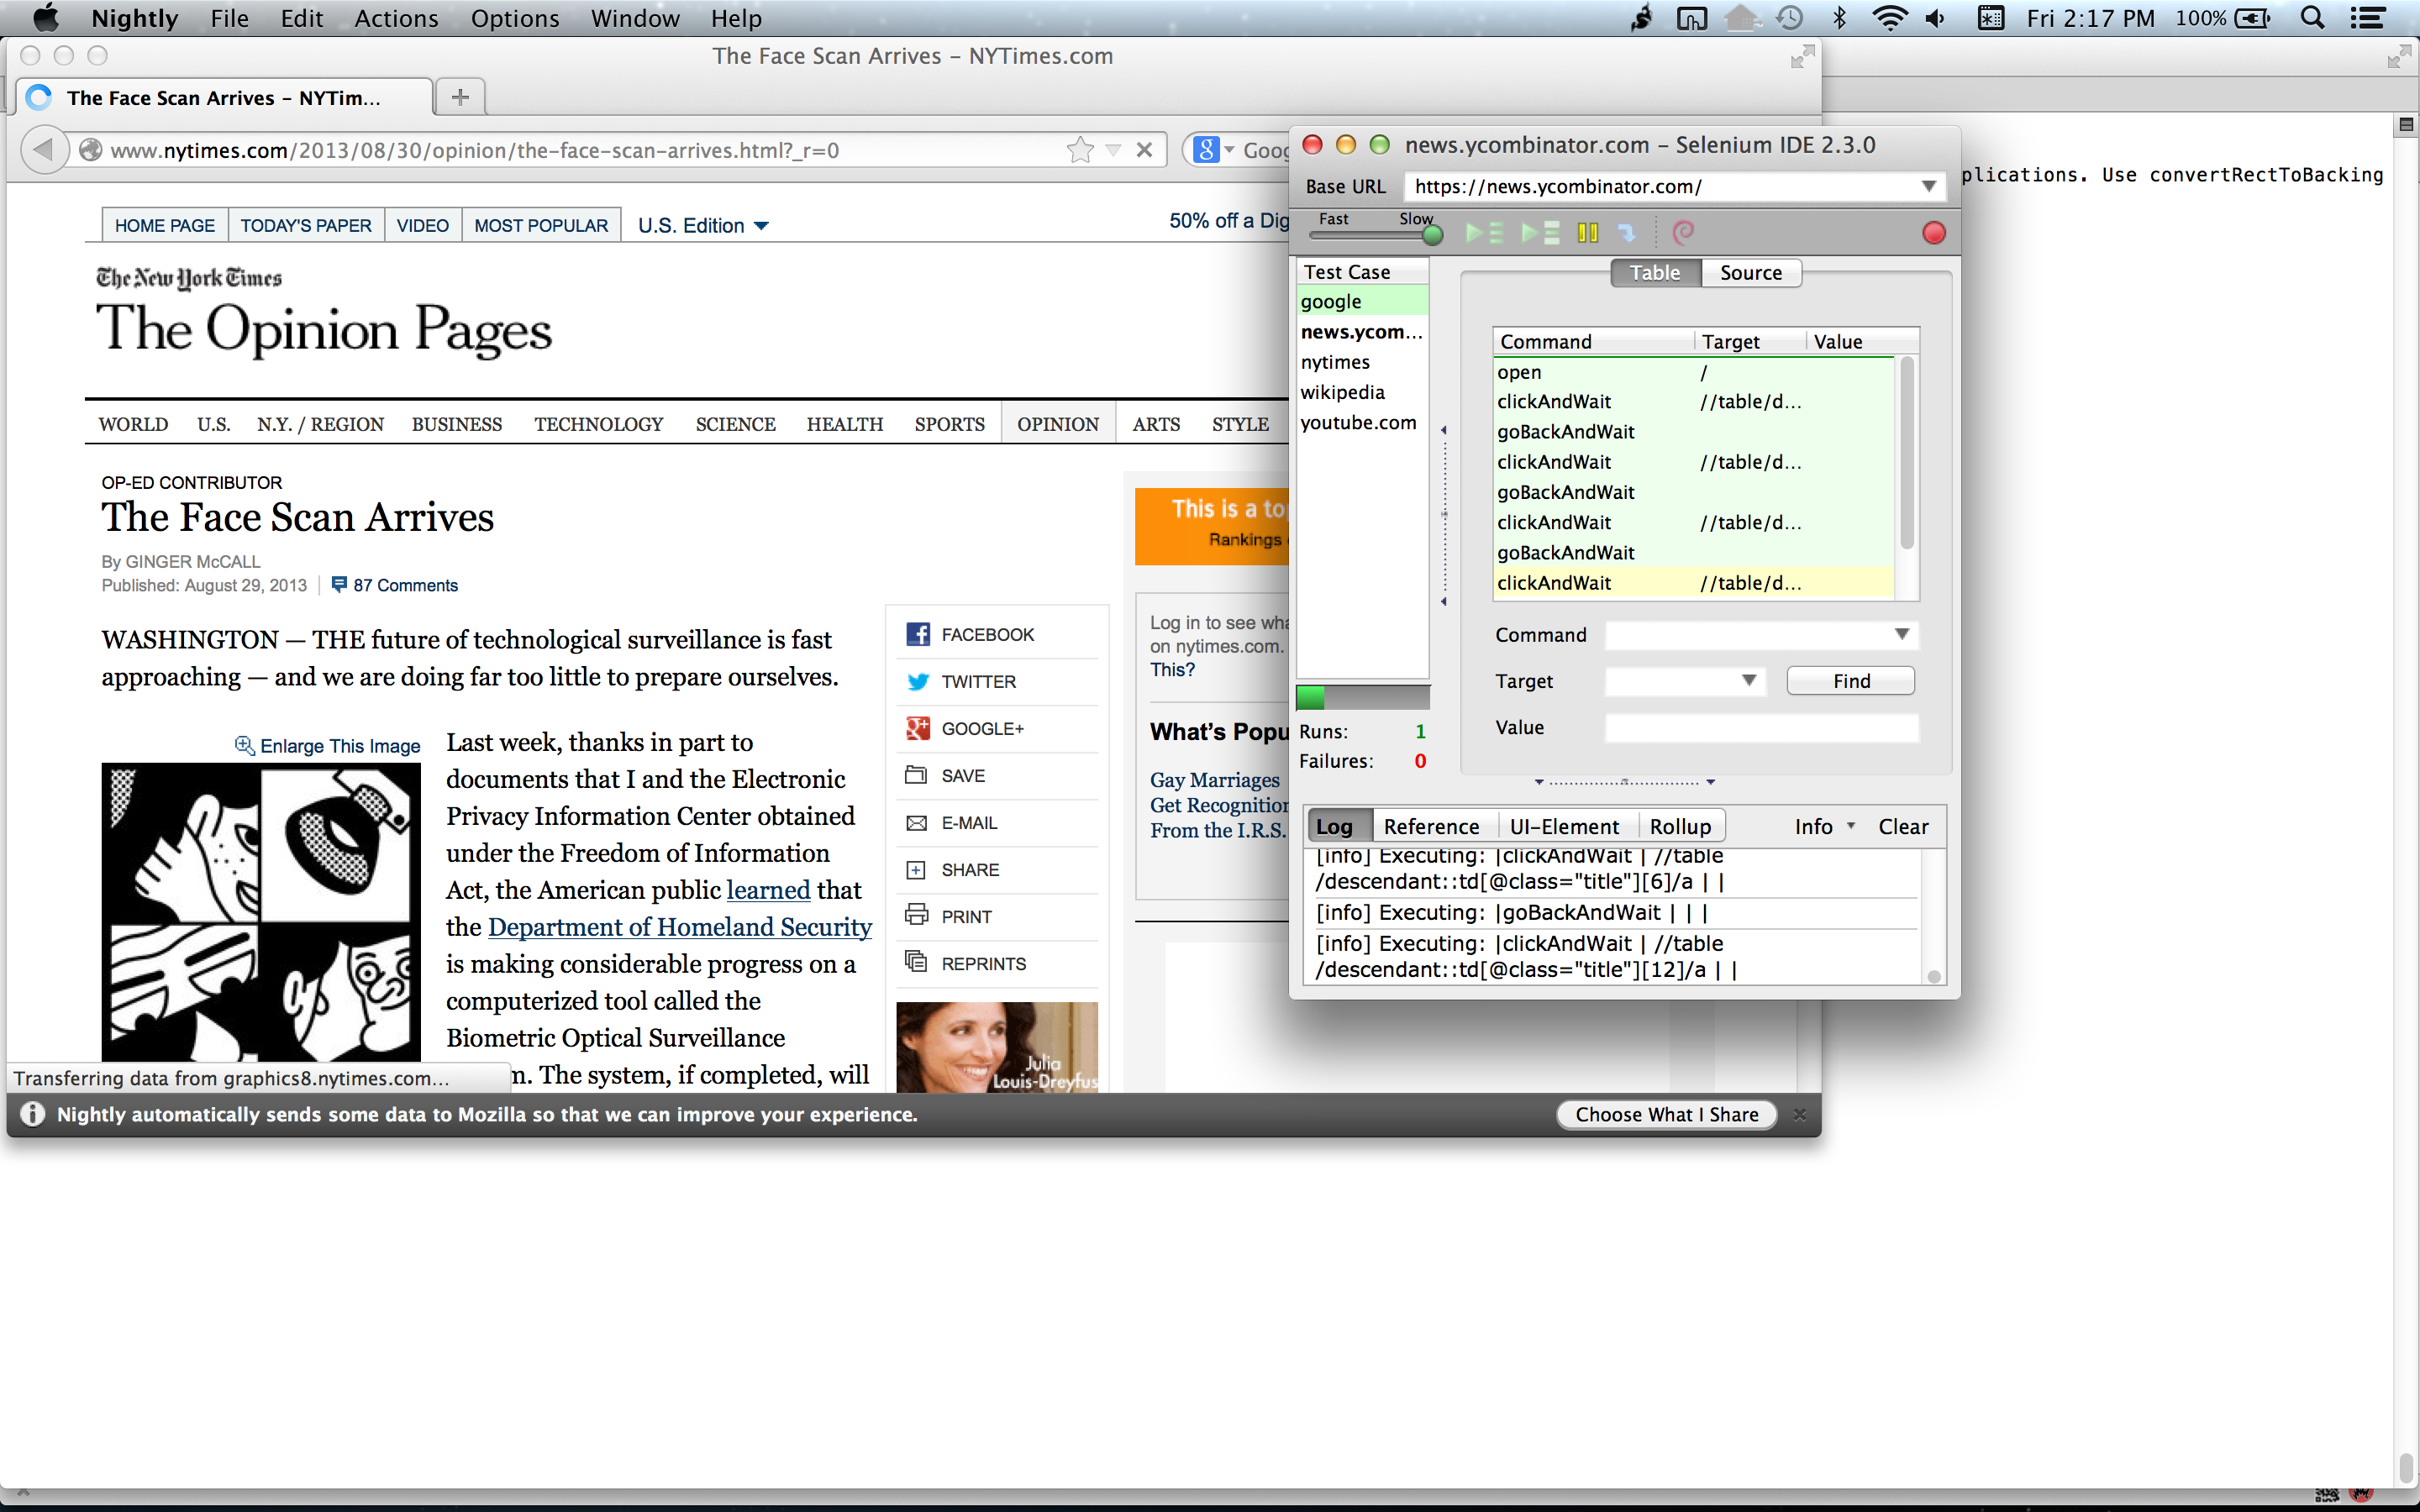 Nightly File Edit Actions Options Window Help
Fri 2:17 PM 100%
The Face Scan Arrives – NYTimes.com
The Face Scan Arrives – NYTim...
www.nytimes.com/2013/08/30/opinion/the-face-scan-arrives.html?_r=0
HOME PAGE TODAY'S PAPER VIDEO MOST POPULAR U.S. Edition
50% off a Dig
The New York Times
The Opinion Pages
WORLD U.S. N.Y. / REGION BUSINESS TECHNOLOGY SCIENCE HEALTH SPORTS OPINION ARTS STYLE
OP-ED CONTRIBUTOR
The Face Scan Arrives
By GINGER McCALL
Published: August 29, 2013
87 Comments
WASHINGTON — THE future of technological surveillance is fast
approaching — and we are doing far too little to prepare ourselves.
Enlarge This Image
Last week, thanks in part to
documents that I and the Electronic
Privacy Information Center obtained
under the Freedom of Information
Act, the American public learned that
the Department of Homeland Security
is making considerable progress on a
computerized tool called the
Biometric Optical Surveillance
m. The system, if completed, will
FACEBOOK
TWITTER
GOOGLE+
SAVE
E-MAIL
SHARE
PRINT
REPRINTS
Julia
Louis-Dreyfus
This is a to
Rankings
Log in to see wha
on nytimes.com.
This?
What's Popu
Gay Marriages
Get Recognition
From the I.R.S.
Transferring data from graphics8.nytimes.com...
Nightly automatically sends some data to Mozilla so that we can improve your experience.
Choose What I Share
news.ycombinator.com – Selenium IDE 2.3.0
Base URL https://news.ycombinator.com/
Fast Slow
Test Case
google
news.ycom...
nytimes
wikipedia
youtube.com
Runs: 1
Failures: 0
Table Source
Command Target Value
open /
clickAndWait //table/d...
goBackAndWait
clickAndWait //table/d...
goBackAndWait
clickAndWait //table/d...
goBackAndWait
clickAndWait //table/d...
Command
Target
Find
Value
Log Reference UI-Element Rollup Info Clear
[info] Executing: |clickAndWait | //table
/descendant::td[@class="title"][6]/a | |
[info] Executing: |goBackAndWait | | |
[info] Executing: |clickAndWait | //table
/descendant::td[@class="title"][12]/a | |
plications. Use convertRectToBacking